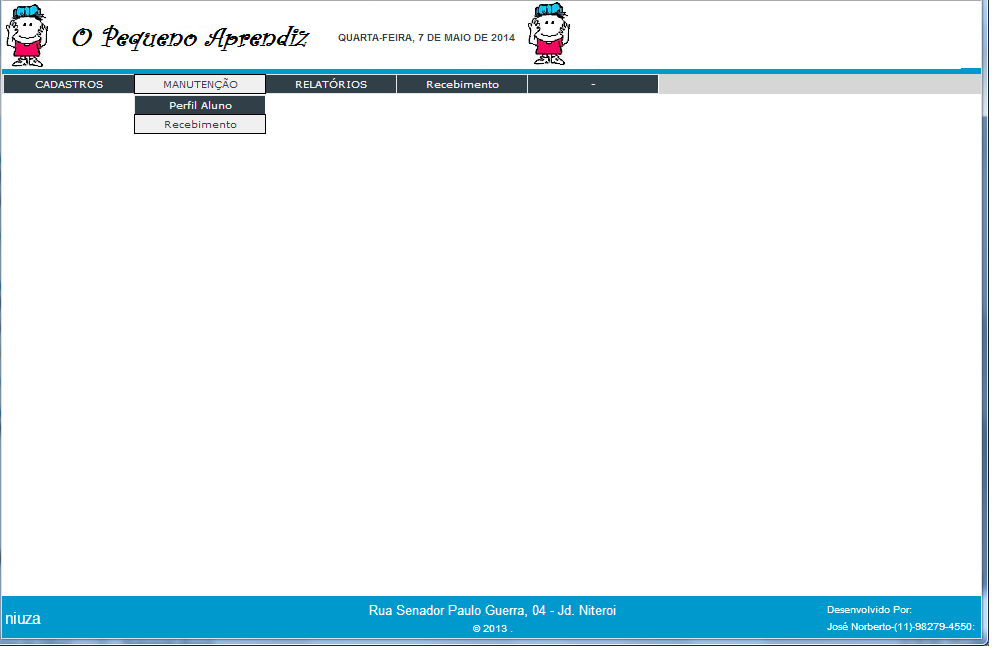 O Pequeno Aprendiz
QUARTA-FEIRA, 7 DE MAIO DE 2014
CADASTROS MANUTENÇÃO RELATÓRIOS Recebimento -
Perfil Aluno
Recebimento
niuza
Rua Senador Paulo Guerra, 04 - Jd. Niteroi
© 2013 .
Desenvolvido Por:
José Norberto-(11)-98279-4550: